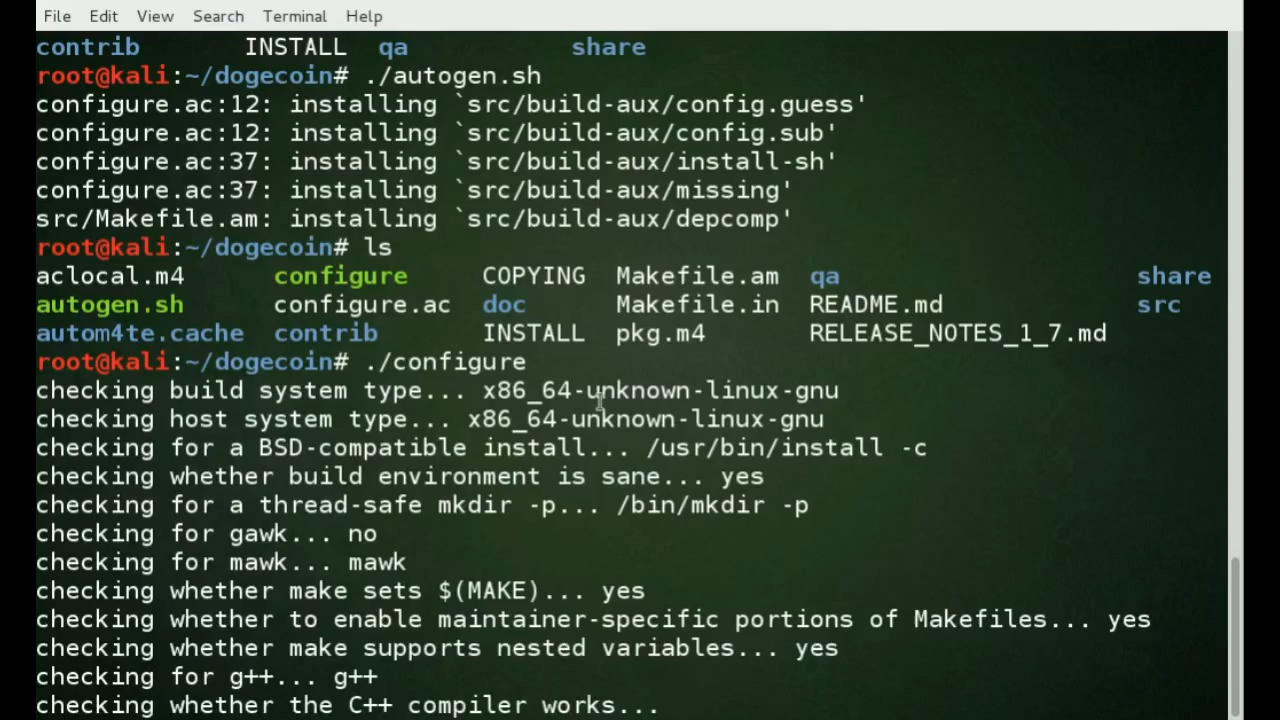 File Edit View Search Terminal Help
contrib INSTALL qa share
root@kali:~/dogecoin# ./autogen.sh
configure.ac:12: installing `src/build-aux/config.guess'
configure.ac:12: installing `src/build-aux/config.sub'
configure.ac:37: installing `src/build-aux/install-sh'
configure.ac:37: installing `src/build-aux/missing'
src/Makefile.am: installing `src/build-aux/depcomp'
root@kali:~/dogecoin# ls
aclocal.m4 configure COPYING Makefile.am qa share
autogen.sh configure.ac doc Makefile.in README.md src
autom4te.cache contrib INSTALL pkg.m4 RELEASE_NOTES_1_7.md
root@kali:~/dogecoin# ./configure
checking build system type... x86_64-unknown-linux-gnu
checking host system type... x86_64-unknown-linux-gnu
checking for a BSD-compatible install... /usr/bin/install -c
checking whether build environment is sane... yes
checking for a thread-safe mkdir -p... /bin/mkdir -p
checking for gawk... no
checking for mawk... mawk
checking whether make sets $(MAKE)... yes
checking whether to enable maintainer-specific portions of Makefiles... yes
checking whether make supports nested variables... yes
checking for g++... g++
checking whether the C++ compiler works...